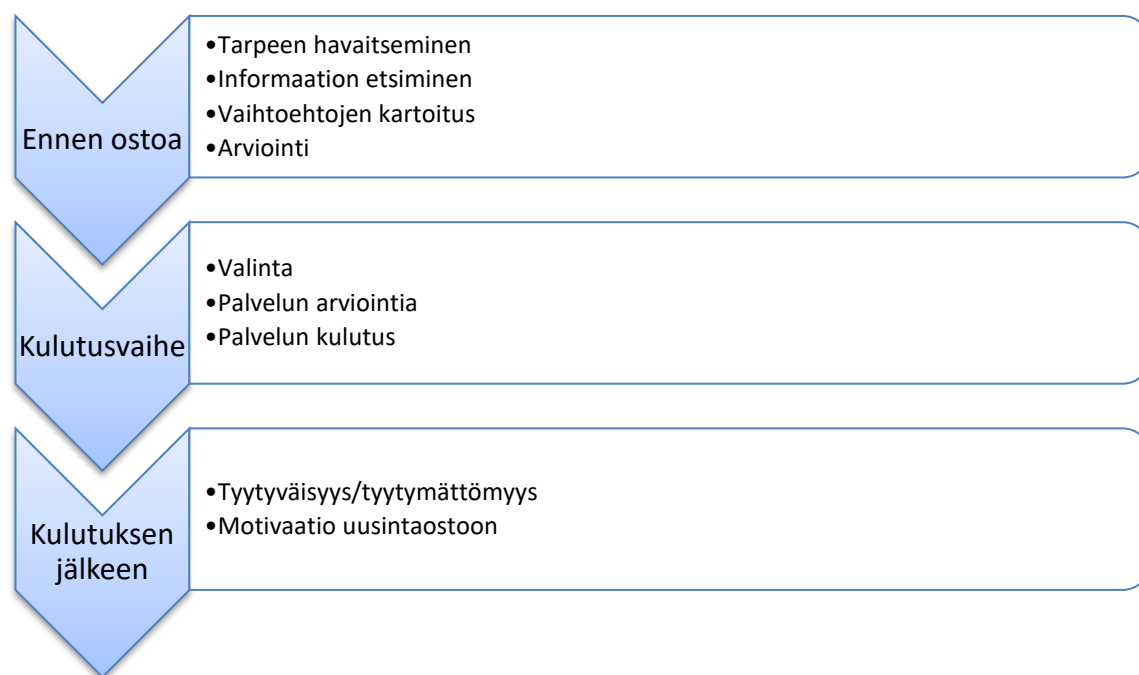 Ennen ostoa
•Tarpeen havaitseminen
•Informaation etsiminen
•Vaihtoehtojen kartoitus
•Arviointi
Kulutusvaihe
•Valinta
•Palvelun arviointia
•Palvelun kulutus
Kulutuksen
jälkeen
•Tyytyväisyys/tyytymättömyys
•Motivaatio uusintaostoon